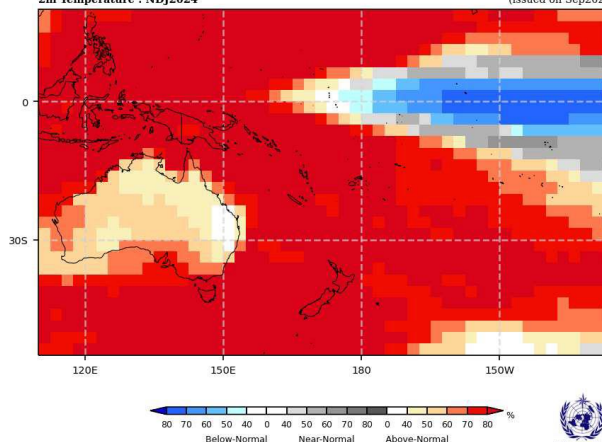 2m Temperature : NDJ2024
(issued on Sep202
0
30S
120E 150E 180 150W
80 70 60 50 40 0 40 50 60 70 80 0 40 50 60 70 80 %
Below-Normal Near-Normal Above-Normal